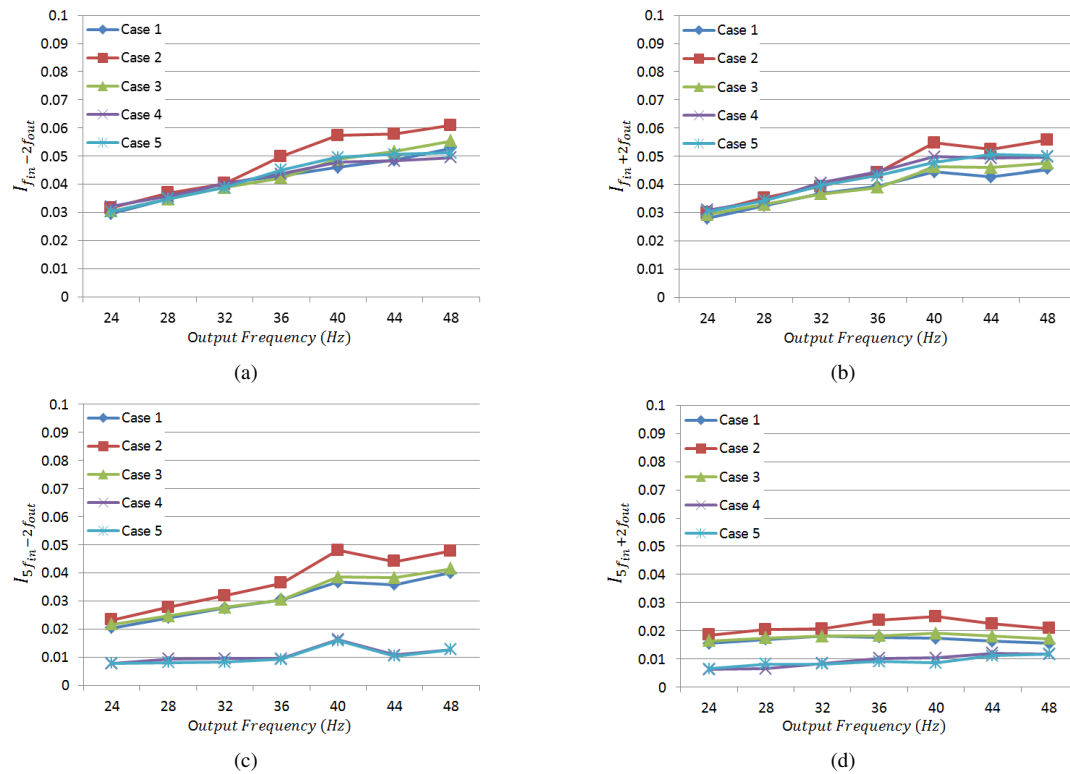 0.1
0.09
0.08
0.07
0.06
0.05
0.04
0.03
0.02
0.01
0
I_{f_{in}-2f_{out}}
Case 1
Case 2
Case 3
Case 4
Case 5
24 28 32 36 40 44 48
Output Frequency (Hz)
(a)
0.1
0.09
0.08
0.07
0.06
0.05
0.04
0.03
0.02
0.01
0
I_{f_{in}+2f_{out}}
Case 1
Case 2
Case 3
Case 4
Case 5
24 28 32 36 40 44 48
Output Frequency (Hz)
(b)
0.1
0.09
0.08
0.07
0.06
0.05
0.04
0.03
0.02
0.01
0
I_{5f_{in}-2f_{out}}
Case 1
Case 2
Case 3
Case 4
Case 5
24 28 32 36 40 44 48
Output Frequency (Hz)
(c)
0.1
0.09
0.08
0.07
0.06
0.05
0.04
0.03
0.02
0.01
0
I_{5f_{in}+2f_{out}}
Case 1
Case 2
Case 3
Case 4
Case 5
24 28 32 36 40 44 48
Output Frequency (Hz)
(d)